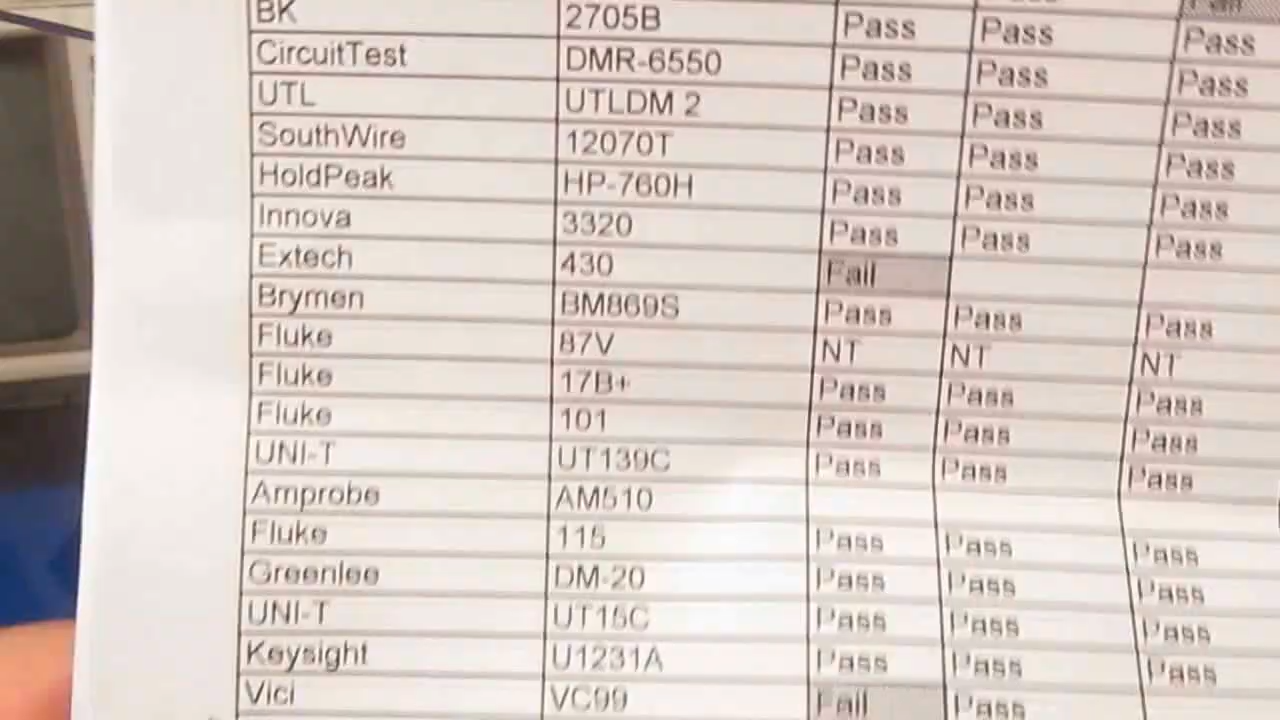 Fail
BK 2705B Pass Pass Pass
CircuitTest DMR-6550 Pass Pass Pass
UTL UTLDM 2 Pass Pass Pass
SouthWire 12070T Pass Pass Pass
HoldPeak HP-760H Pass Pass Pass
Innova 3320 Pass Pass Pass
Extech 430 Fail
Brymen BM869S Pass Pass Pass
Fluke 87V NT NT NT
Fluke 17B+ Pass Pass Pass
Fluke 101 Pass Pass Pass
UNI-T UT139C Pass Pass Pass
Amprobe AM510
Fluke 115 Pass Pass Pass
Greenlee DM-20 Pass Pass Pass
UNI-T UT15C Pass Pass Pass
Keysight U1231A Pass Pass Pass
Vici VC99 Fail Pass